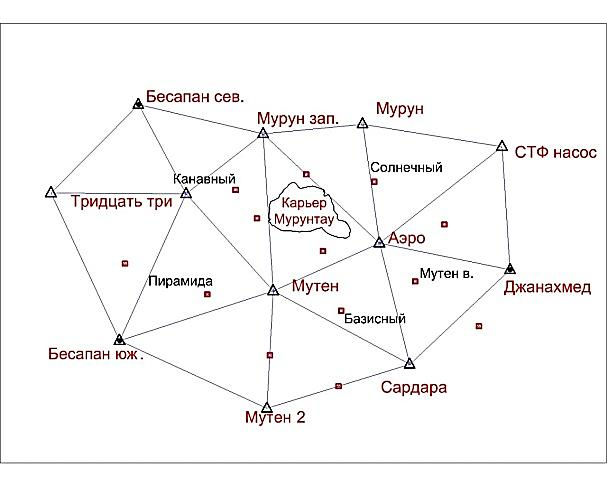 Бесапан сев.
Мурун зап.
Мурун
СТФ насос
Солнечный
Канавный
Тридцать три
Карьер
Мурунтау
Аэро
Мутен в.
Джанахмед
Пирамида
Мутен
Базисный
Бесапан юж.
Сардара
Мутен 2